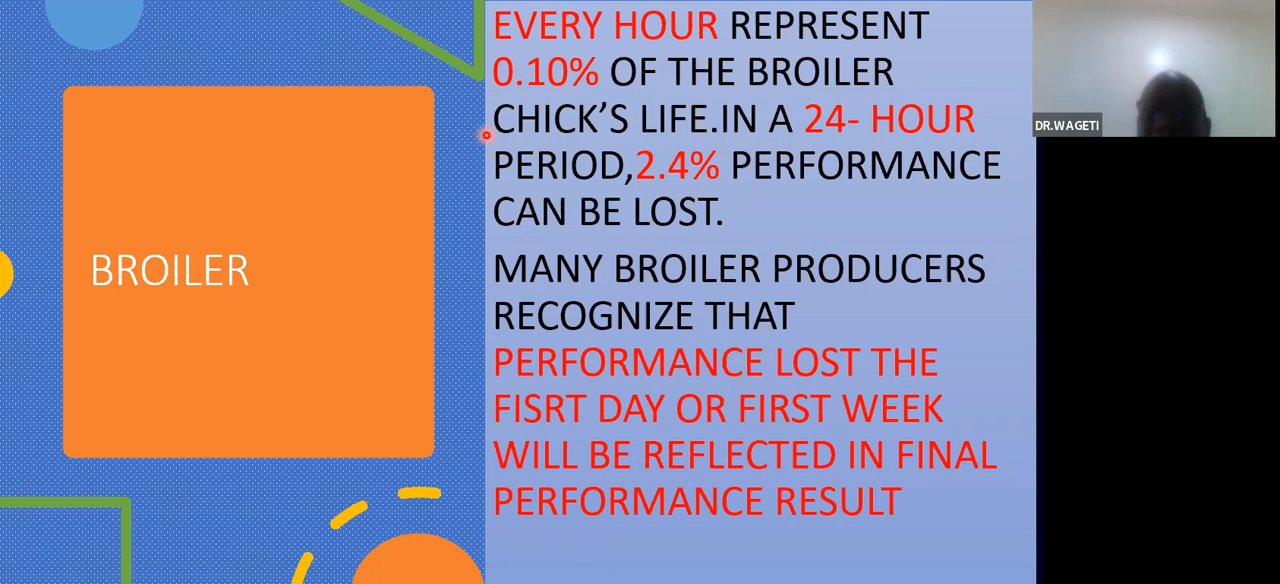 BROILER
EVERY HOUR REPRESENT
0.10% OF THE BROILER
CHICK’S LIFE.IN A 24- HOUR
PERIOD,2.4% PERFORMANCE
CAN BE LOST.
MANY BROILER PRODUCERS
RECOGNIZE THAT
PERFORMANCE LOST THE
FISRT DAY OR FIRST WEEK
WILL BE REFLECTED IN FINAL
PERFORMANCE RESULT
DR.WAGETI